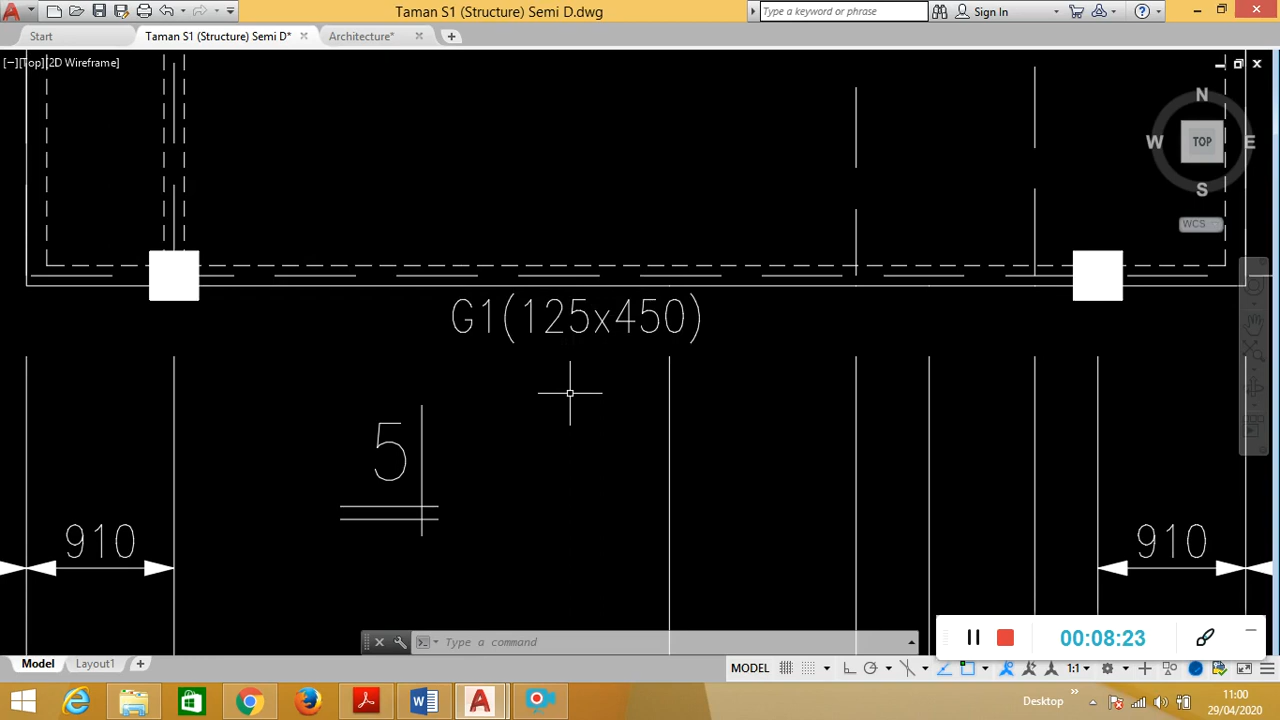 Taman S1 (Structure) Semi D.dwg
Type a keyword or phrase
Sign In
Start
Taman S1 (Structure) Semi D*
Architecture*
[−][Top][2D Wireframe]
N
W
TOP
E
S
WCS
G1(125x450)
5
910
910
Type a command
00:08:23
Model
Layout1
MODEL
1:1
Desktop
11:00
29/04/2020